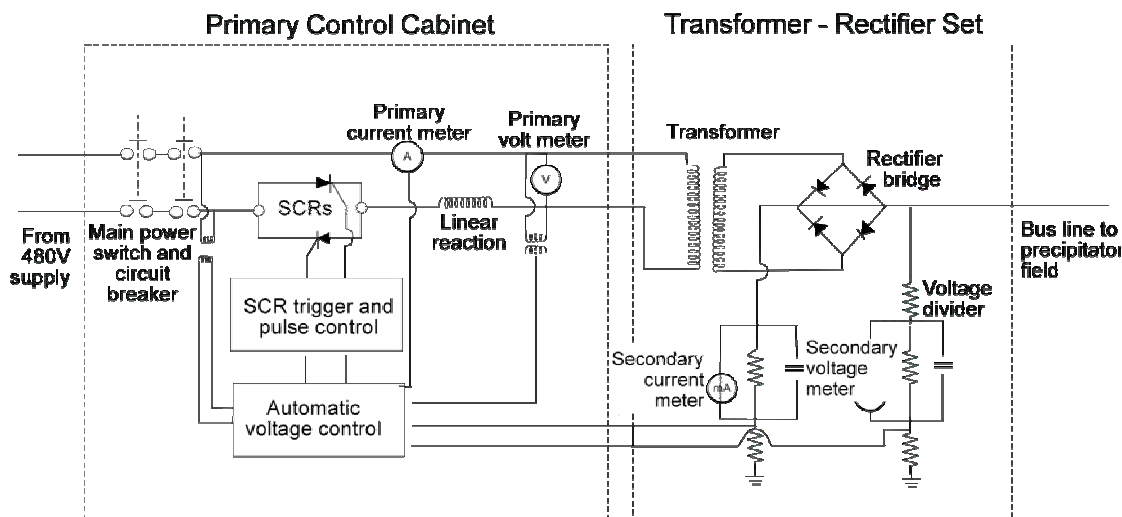 Primary Control Cabinet
Transformer - Rectifier Set
Primary
current meter
Primary
volt meter
Transformer
Rectifier
bridge
A
V
SCRs
Linear
reaction
From
480V
supply
Main power
switch and
circuit
breaker
Bus line to
precipitator
field
SCR trigger and
pulse control
Voltage
divider
Secondary
current
meter
mA
Secondary
voltage
meter
Automatic
voltage control